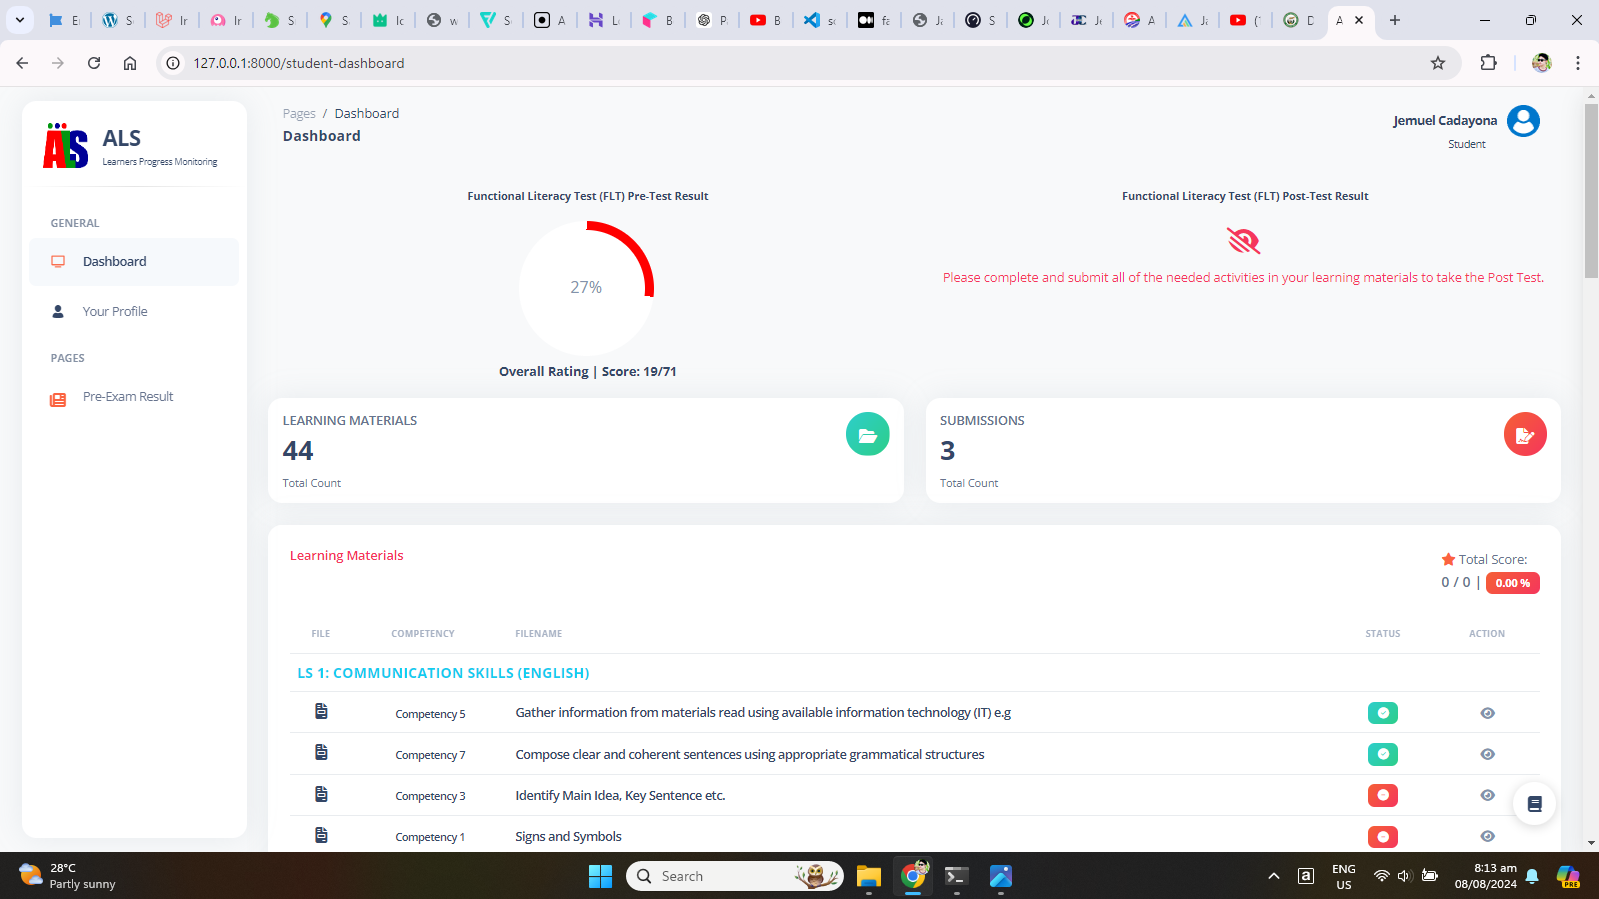 127.0.0.1:8000/student-dashboard
ALS
ALS
Learners Progress Monitoring
GENERAL
Dashboard
Your Profile
PAGES
Pre-Exam Result
Pages / Dashboard
Dashboard
Jemuel Cadayona
Student
Functional Literacy Test (FLT) Pre-Test Result
27%
Overall Rating | Score: 19/71
Functional Literacy Test (FLT) Post-Test Result
Please complete and submit all of the needed activities in your learning materials to take the Post Test.
LEARNING MATERIALS
44
Total Count
SUBMISSIONS
3
Total Count
Learning Materials
Total Score:
0 / 0 | 0.00 %
FILE COMPETENCY FILENAME STATUS ACTION
LS 1: COMMUNICATION SKILLS (ENGLISH)
Competency 5 Gather information from materials read using available information technology (IT) e.g
Competency 7 Compose clear and coherent sentences using appropriate grammatical structures
Competency 3 Identify Main Idea, Key Sentence etc.
Competency 1 Signs and Symbols
28°C
Partly sunny
Search
ENG
US
8:13 am
08/08/2024
PRE